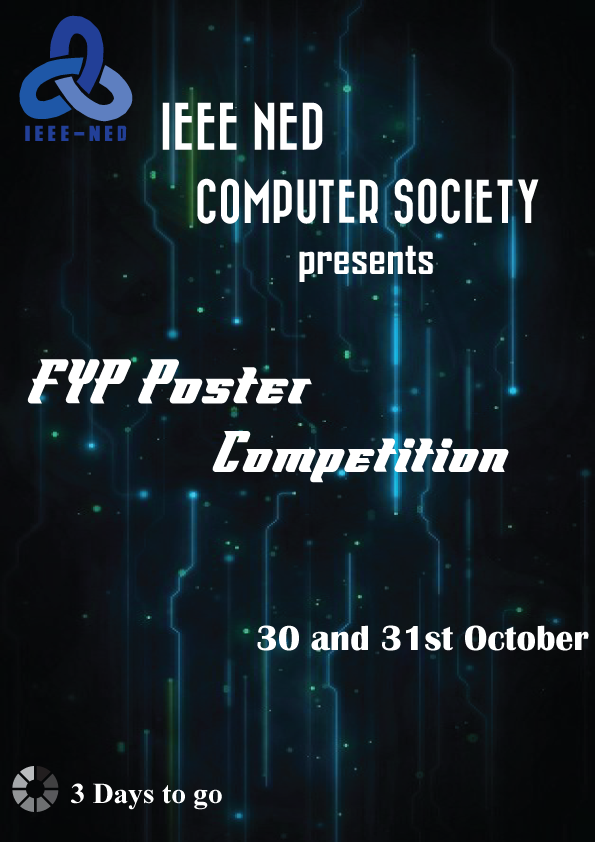 IEEE-NED
IEEE NED
COMPUTER SOCIETY
presents
FYP Poster
Competition
30 and 31st October
3 Days to go